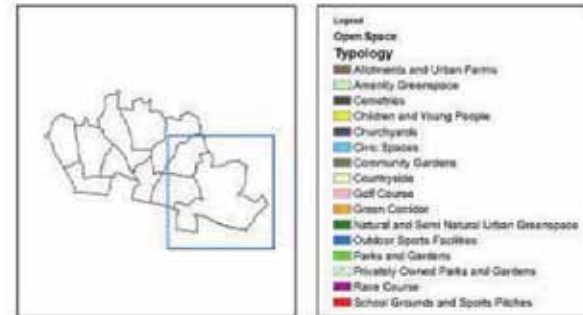 Legend
Open Space
Typology
Allotments and Urban Farms
Amenity Greenspace
Cemetries
Children and Young People
Churchyards
Civic Spaces
Community Gardens
Countryside
Golf Course
Green Corridor
Natural and Semi Natural Urban Greenspace
Outdoor Sports Facilities
Parks and Gardens
Privately Owned Parks and Gardens
Race Course
School Grounds and Sports Pitches